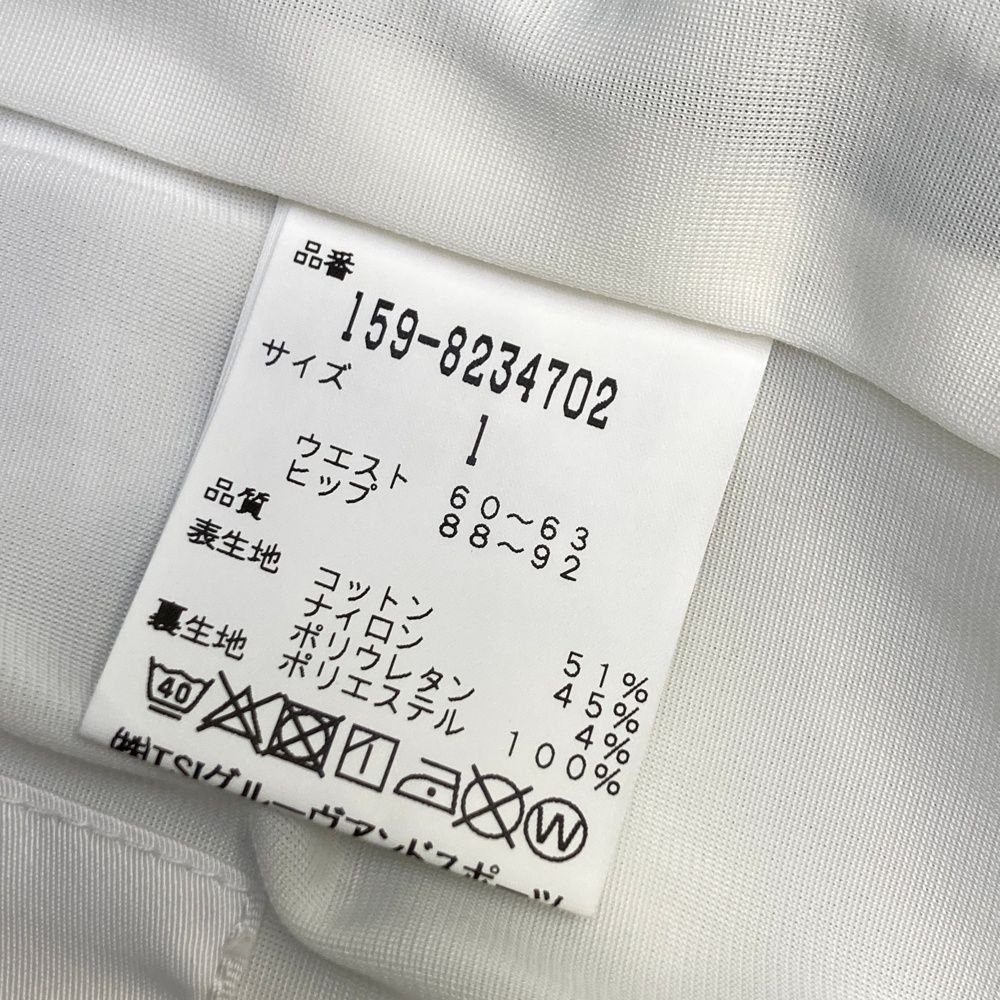 品番
159-8234702
サイズ
1
ウエスト 60〜63
ヒップ 88〜92
品質
表生地
コットン 51%
ナイロン 45%
ポリウレタン 4%
裏生地 ポリエステル 100%
40
W
㈱TSIグルーヴアンドスポーツ